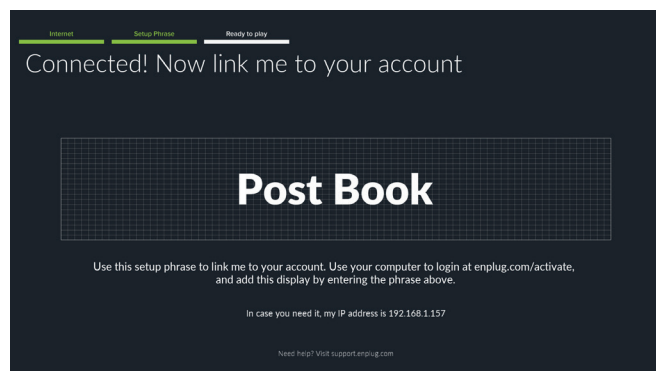 Internet
Setup Phrase
Ready to play
Connected! Now link me to your account
Post Book
Use this setup phrase to link me to your account. Use your computer to login at enplug.com/activate,
and add this display by entering the phrase above.
In case you need it, my IP address is 192.168.1.157
Need help? Visit support.enplug.com